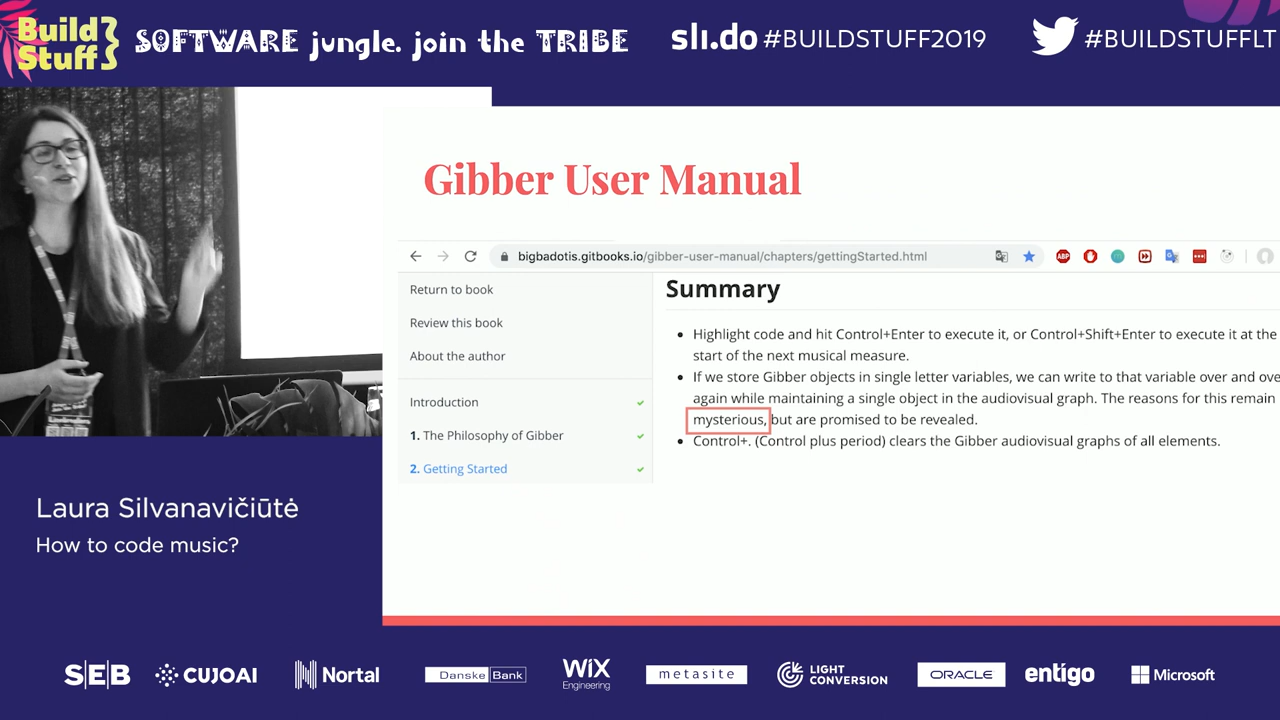 Build
Stuff
SOFTWARE jungle. join the TRIBE
sli.do #BUILDSTUFF2019
#BUILDSTUFFLT
Gibber User Manual
bigbadotis.gitbooks.io/gibber-user-manual/chapters/gettingStarted.html
ABP
Return to book
Review this book
About the author
Introduction
1. The Philosophy of Gibber
2. Getting Started
Summary
Highlight code and hit Control+Enter to execute it, or Control+Shift+Enter to execute it at the
start of the next musical measure.
If we store Gibber objects in single letter variables, we can write to that variable over and ove
again while maintaining a single object in the audiovisual graph. The reasons for this remain
mysterious, but are promised to be revealed.
Control+. (Control plus period) clears the Gibber audiovisual graphs of all elements.
Laura Silvanavičiūtė
How to code music?
SEB
CUJOAI
Nortal
Danske Bank
WiX
Engineering
metasite
LIGHT
CONVERSION
ORACLE
entigo
Microsoft